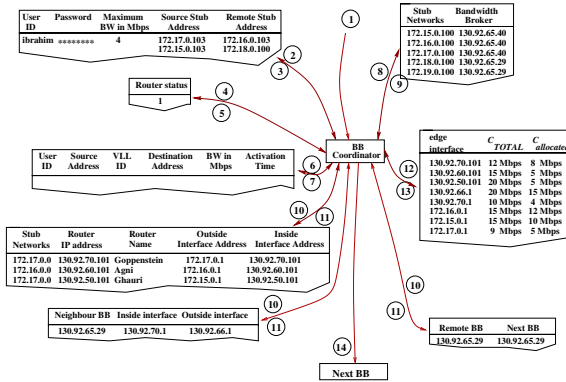 User Password Maximum Source Stub Remote Stub
ID BW in Mbps Address Address
ibrahim ******** 4 172.17.0.103 172.16.0.103
172.15.0.103 172.18.0.100
1
2
3
Stub Bandwidth
Networks Broker
172.15.0.100 130.92.65.40
172.16.0.100 130.92.65.40
172.17.0.100 130.92.65.40
172.18.0.100 130.92.65.29
172.19.0.100 130.92.65.29
8
9
Router status
1
4
5
BB
Coordinator
edge C TOTAL C allocated
interface
130.92.70.101 12 Mbps 8 Mbps
130.92.60.101 15 Mbps 5 Mbps
130.92.50.101 20 Mbps 5 Mbps
130.92.66.1 20 Mbps 15 Mbps
130.92.70.1 10 Mbps 4 Mbps
172.16.0.1 15 Mbps 12 Mbps
172.15.0.1 15 Mbps 10 Mbps
172.17.0.1 9 Mbps 5 Mbps
12
13
User Source VLL Destination BW in Activation
ID Address ID Address Mbps Time
6
7
10
11
Stub Router Router Outside Inside
Networks IP address Name Interface Address Interface Address
172.17.0.0 130.92.70.101 Goppenstein 172.17.0.1 130.92.70.101
172.16.0.0 130.92.60.101 Agni 172.16.0.1 130.92.60.101
172.17.0.0 130.92.50.101 Ghauri 172.15.0.1 130.92.50.101
10
11
Neighbour BB Inside interface Outside interface
130.92.65.29 130.92.70.1 130.92.66.1
10
11
Remote BB Next BB
130.92.65.29 130.92.65.29
14
Next BB